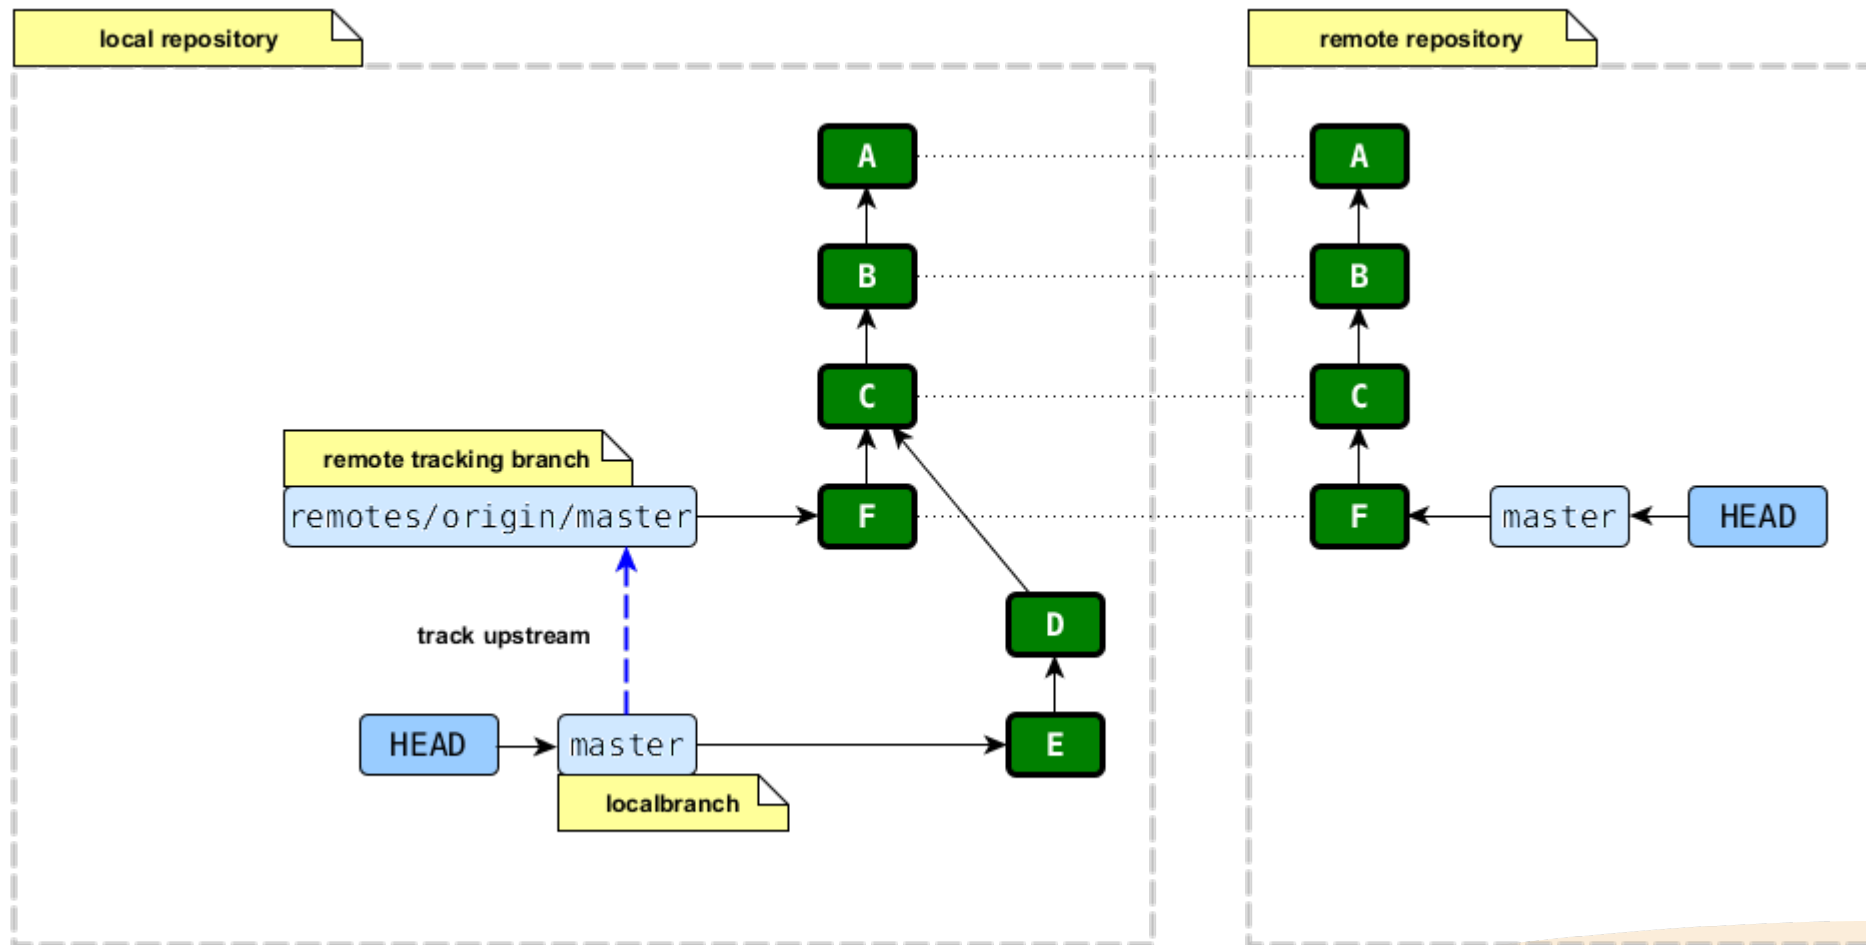 local repository
remote repository
A
A
B
B
C
C
remote tracking branch
remotes/origin/master
F
F
master
HEAD
D
track upstream
HEAD
master
E
localbranch